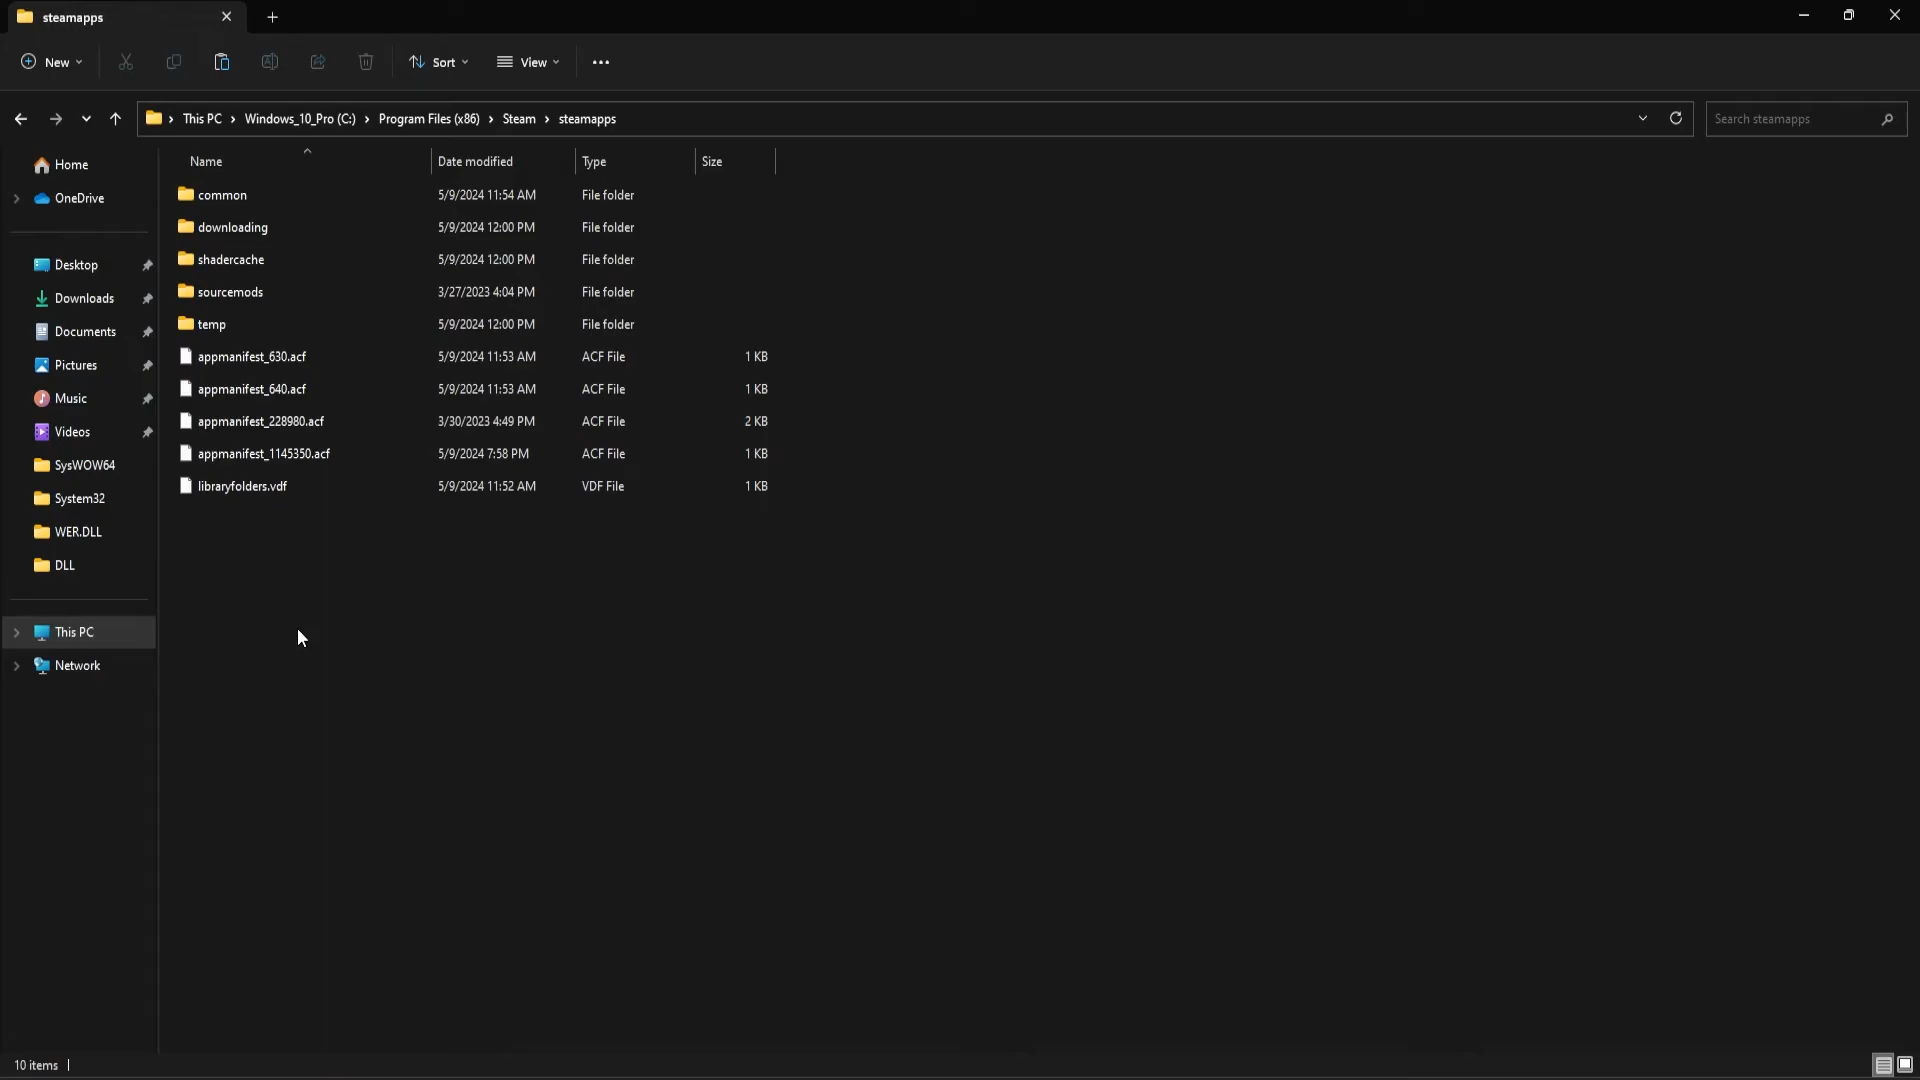 steamapps
New Sort View
This PC > Windows_10_Pro (C:) > Program Files (x86) > Steam > steamapps
Search steamapps
Home
OneDrive
Desktop
Downloads
Documents
Pictures
Music
Videos
SysWOW64
System32
WER.DLL
DLL
This PC
Network
Name Date modified Type Size
common 5/9/2024 11:54 AM File folder
downloading 5/9/2024 12:00 PM File folder
shadercache 5/9/2024 12:00 PM File folder
sourcemods 3/27/2023 4:04 PM File folder
temp 5/9/2024 12:00 PM File folder
appmanifest_630.acf 5/9/2024 11:53 AM ACF File 1 KB
appmanifest_640.acf 5/9/2024 11:53 AM ACF File 1 KB
appmanifest_228980.acf 3/30/2023 4:49 PM ACF File 2 KB
appmanifest_1145350.acf 5/9/2024 7:58 PM ACF File 1 KB
libraryfolders.vdf 5/9/2024 11:52 AM VDF File 1 KB
10 items